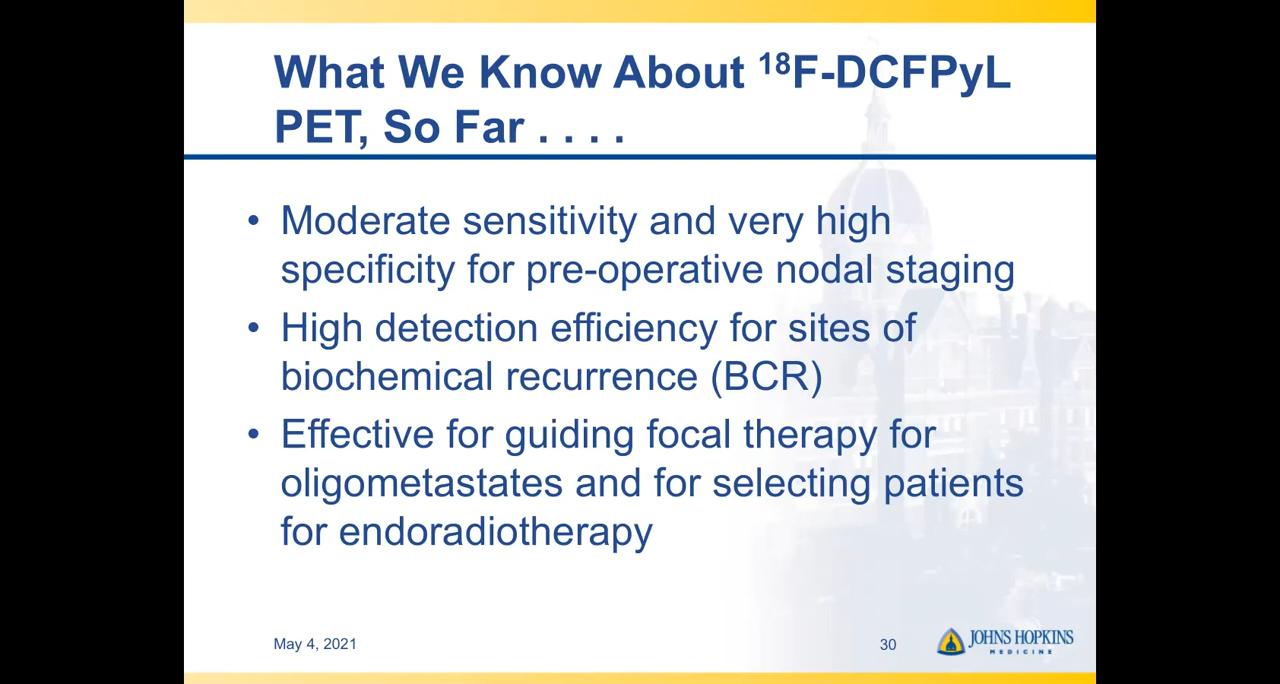 What We Know About ¹⁸F-DCFPyL
PET, So Far . . . .
• Moderate sensitivity and very high
specificity for pre-operative nodal staging
• High detection efficiency for sites of
biochemical recurrence (BCR)
• Effective for guiding focal therapy for
oligometastates and for selecting patients
for endoradiotherapy
May 4, 2021
30
JOHNS HOPKINS
MEDICINE